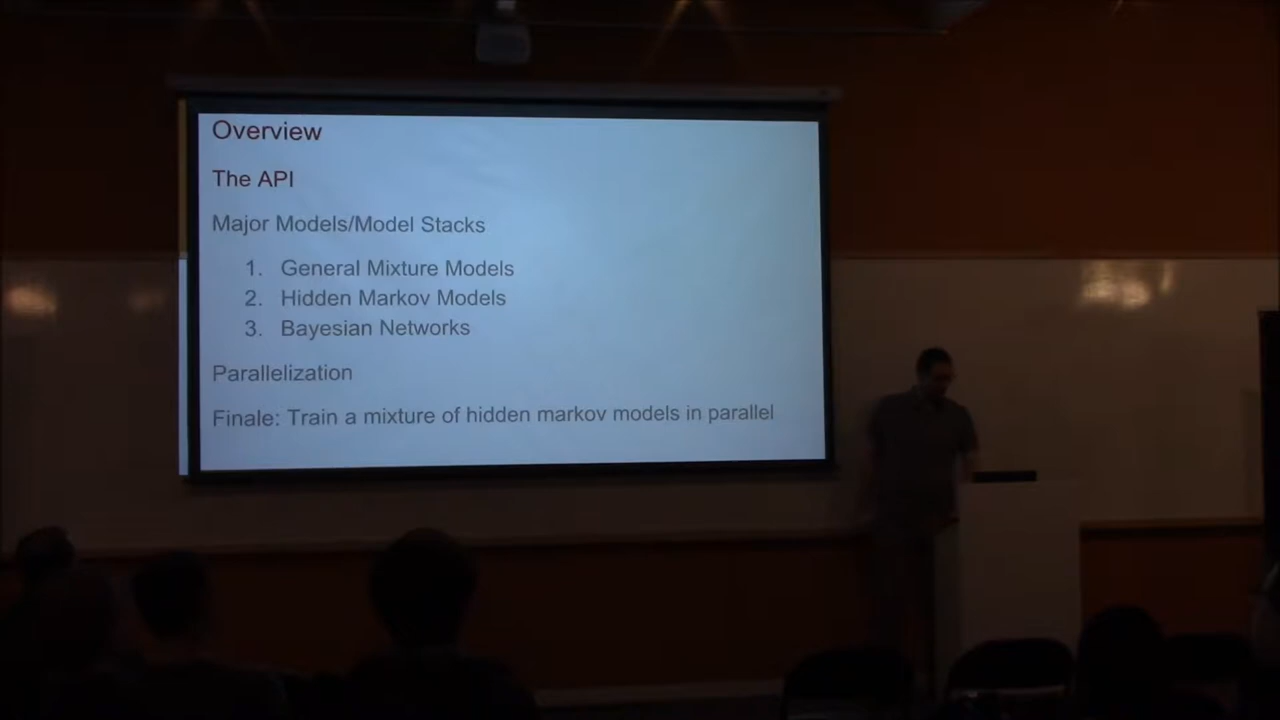 Overview
The API
Major Models/Model Stacks
1. General Mixture Models
2. Hidden Markov Models
3. Bayesian Networks
Parallelization
Finale: Train a mixture of hidden markov models in parallel